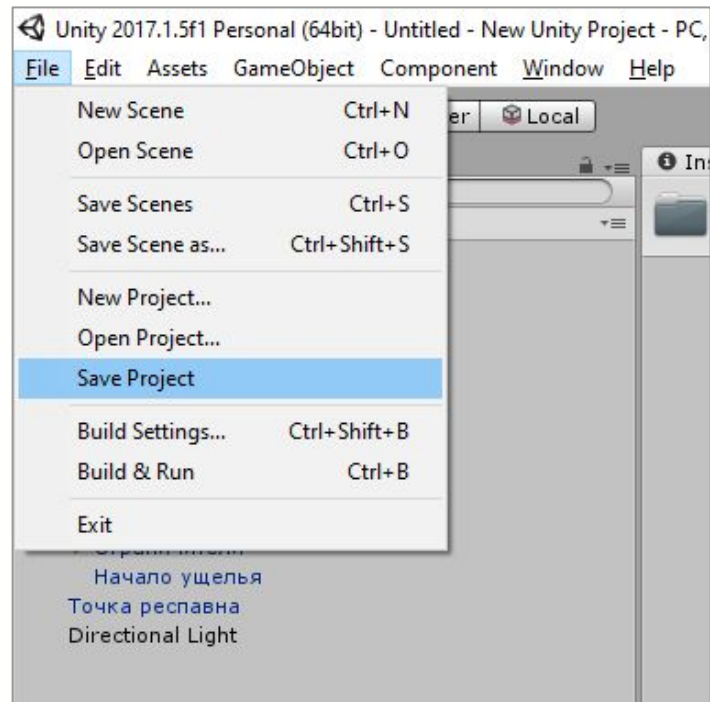 Unity 2017.1.5f1 Personal (64bit) - Untitled - New Unity Project - PC,
File Edit Assets GameObject Component Window Help
New Scene Ctrl+N
er Local
Open Scene Ctrl+O
Save Scenes Ctrl+S
Save Scene as... Ctrl+Shift+S
New Project...
Open Project...
Save Project
Build Settings... Ctrl+Shift+B
Build & Run Ctrl+B
Exit
Начало ущелья
Точка респавна
Directional Light